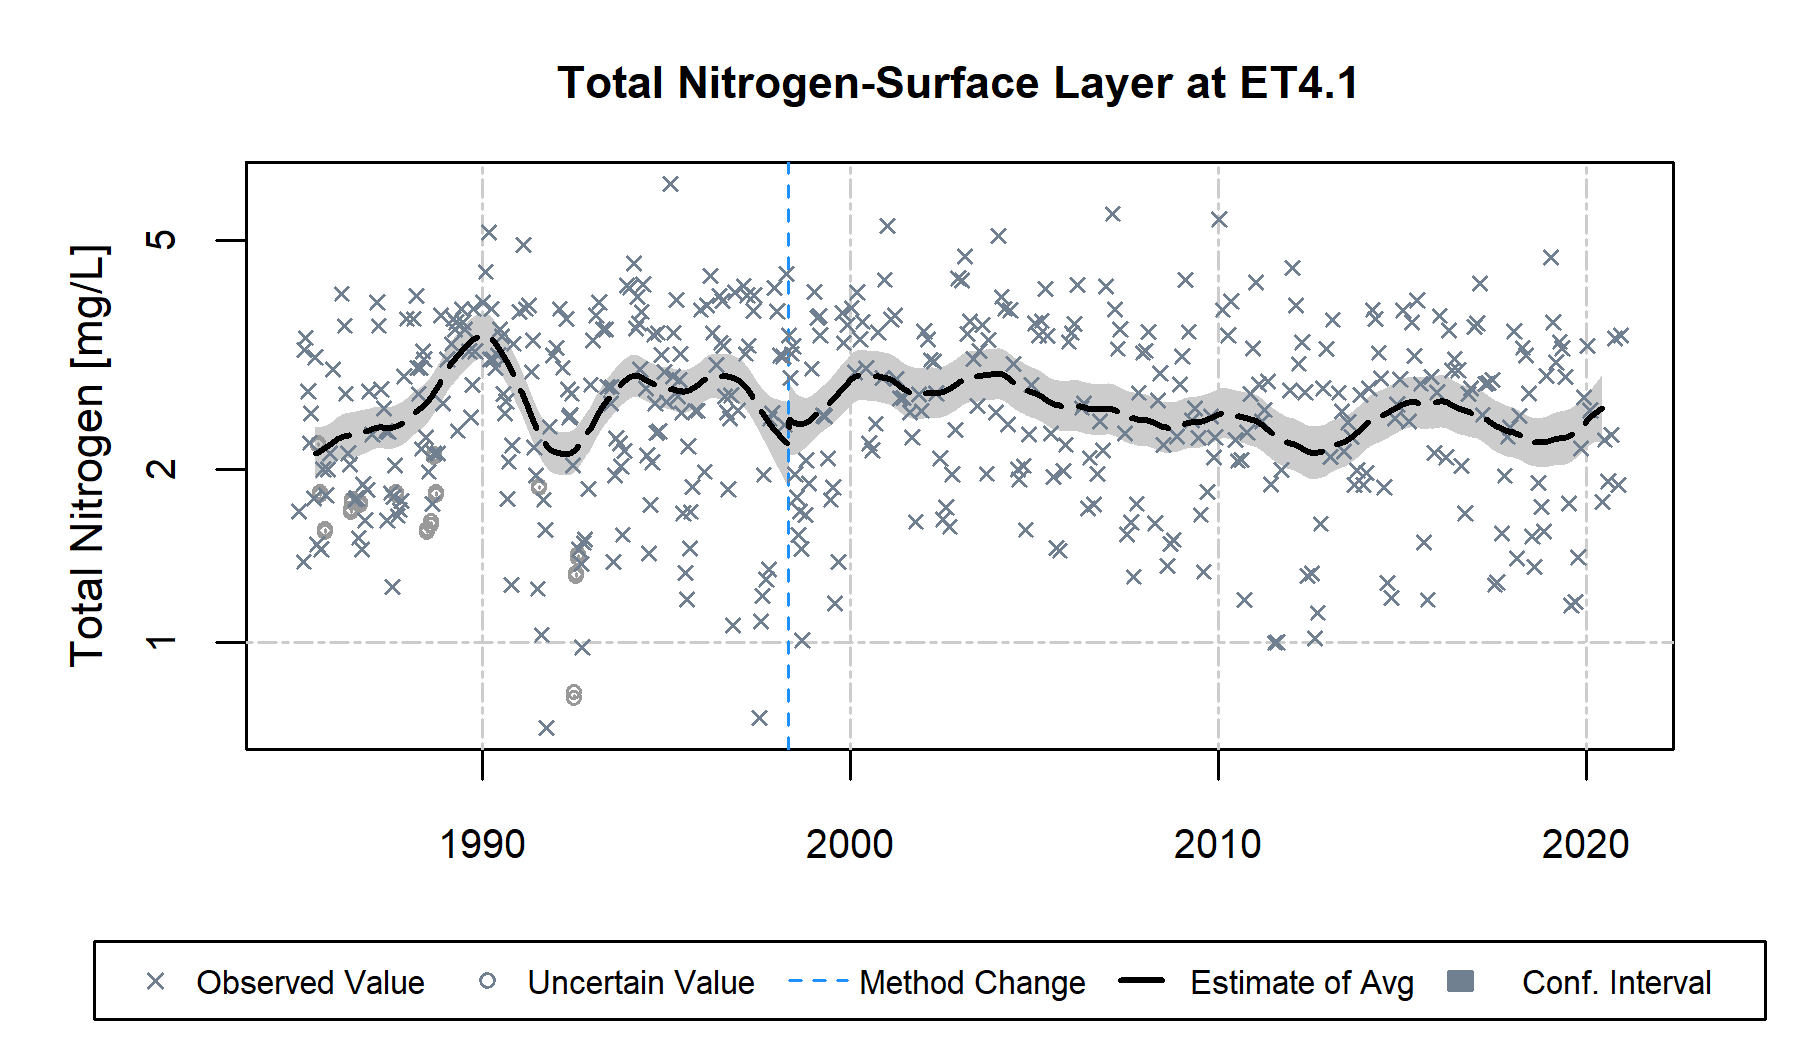 Total Nitrogen-Surface Layer at ET4.1
Total Nitrogen [mg/L]
5
2
1
1990 2000 2010 2020
Observed Value Uncertain Value Method Change Estimate of Avg Conf. Interval